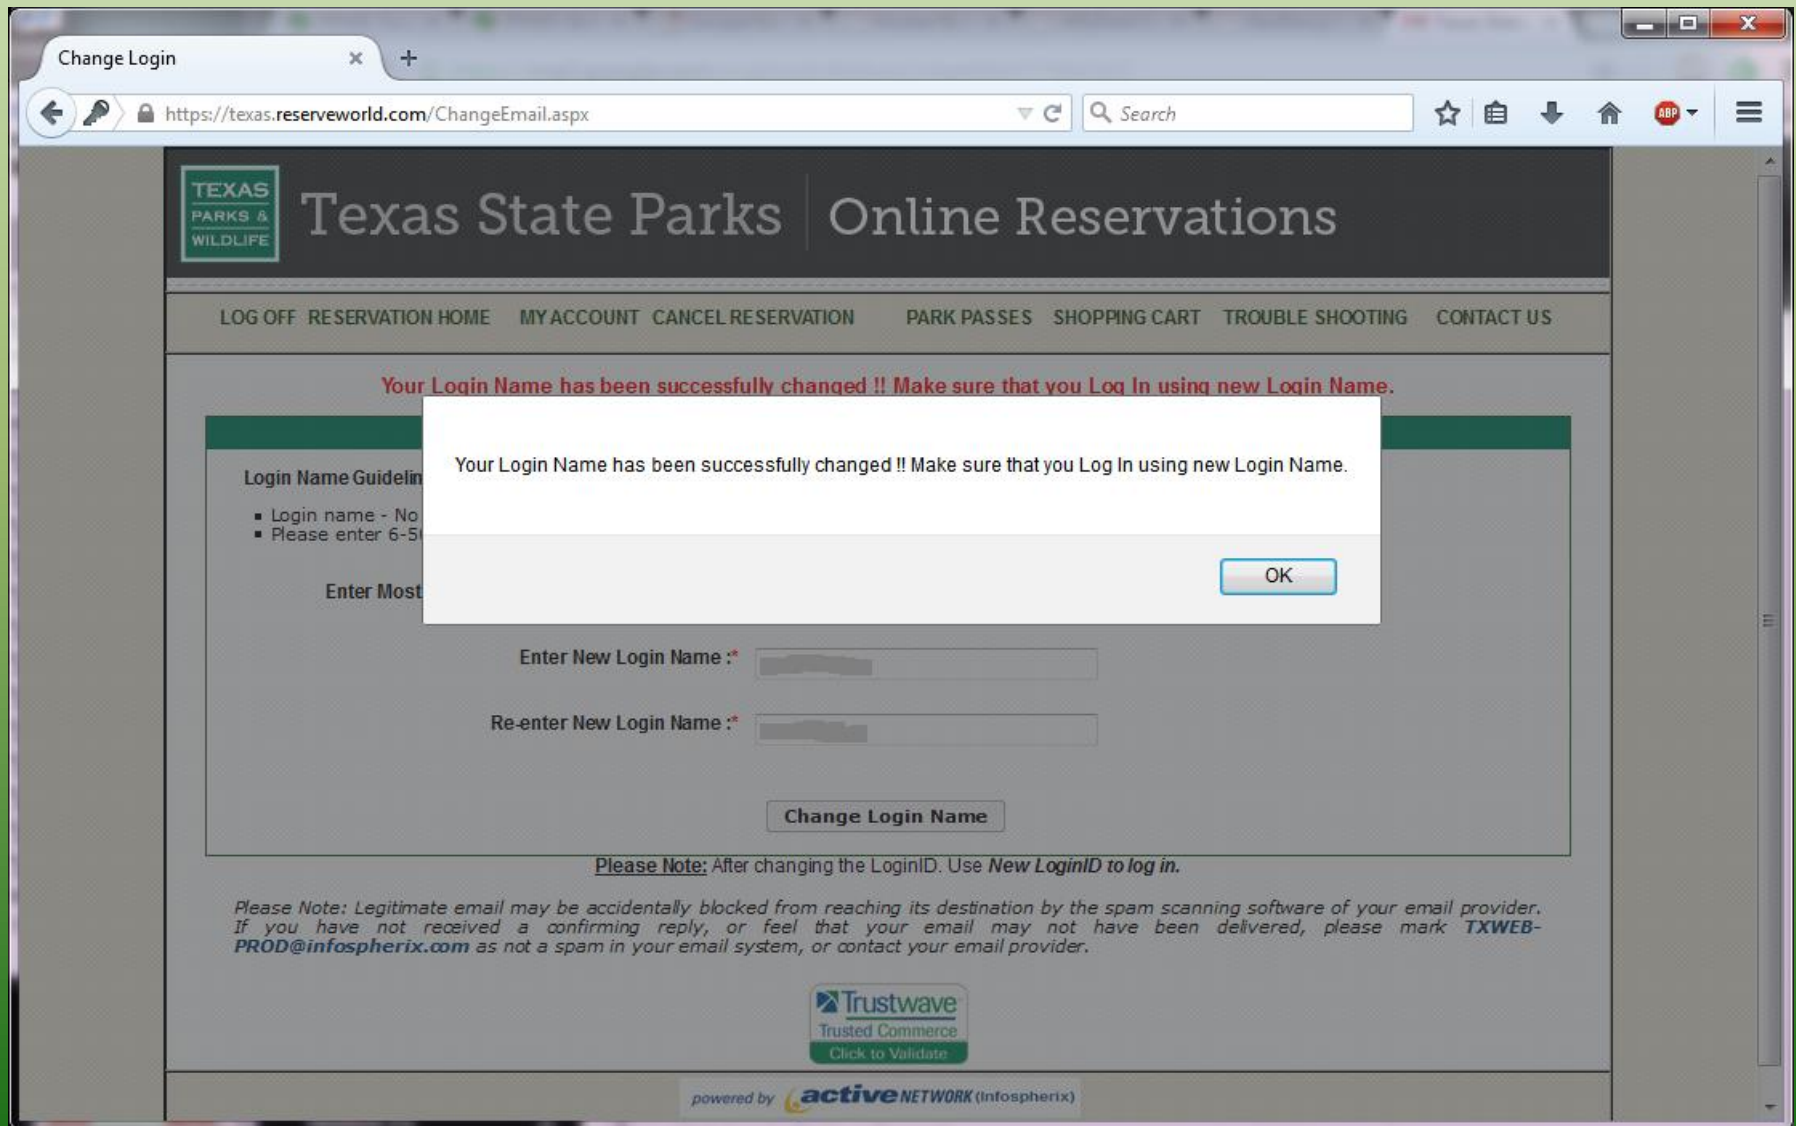 Change Login
https://texas.reserveworld.com/ChangeEmail.aspx
Search
ABP
TEXAS
PARKS &
WILDLIFE
Texas State Parks
Online Reservations
LOG OFF RESERVATION HOME MY ACCOUNT CANCEL RESERVATION PARK PASSES SHOPPING CART TROUBLE SHOOTING CONTACT US
Your Login Name has been successfully changed !! Make sure that you Log In using new Login Name.
Your Login Name has been successfully changed !! Make sure that you Log In using new Login Name.
OK
Login Name
Login name - No
Please enter
Enter Most
Enter New Login Name :*
Re-enter New Login Name :*
Change Login Name
Please Note: After changing the LoginID. Use New LoginID to log in.
Please Note: Legitimate email may be accidentally blocked from reaching its destination by the spam scanning software of your email provider.
If you have not received a confirming reply, or feel that your email may not have been delivered, please mark TXWEB-
PROD@infospherix.com as not a spam in your email system, or contact your email provider.
Trustwave
Trusted Commerce
Click to Validate
powered by active NETWORK (Infospherix)